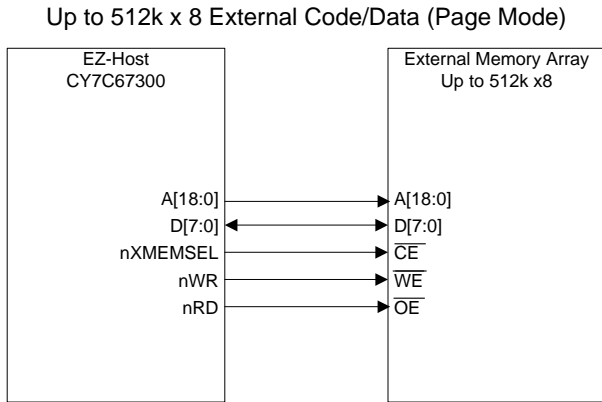 Up to 512k x 8 External Code/Data (Page Mode)
EZ-Host
CY7C67300
External Memory Array
Up to 512k x8
A[18:0]
A[18:0]
D[7:0]
D[7:0]
nXMEMSEL
CE
nWR
WE
nRD
OE